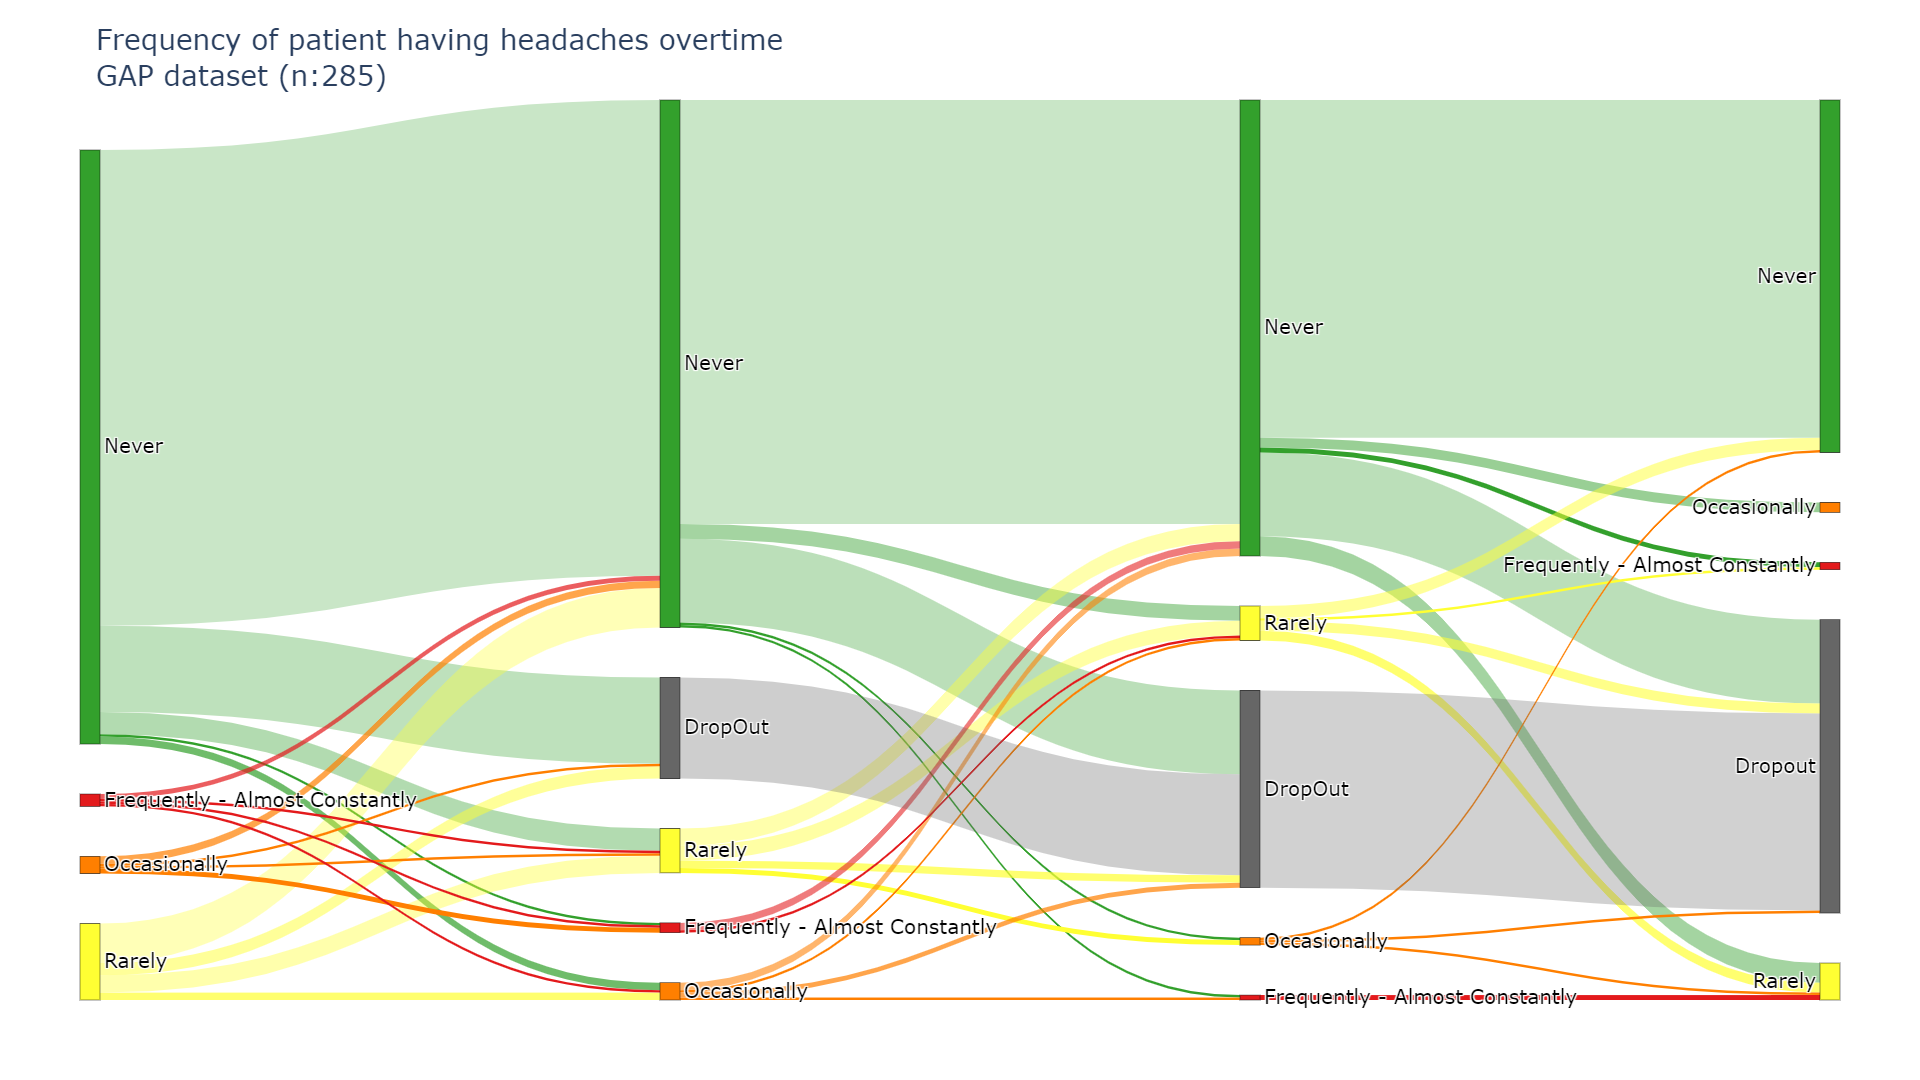 Frequency of patient having headaches overtime
GAP dataset (n:285)
Never
Frequently - Almost Constantly
Occasionally
Rarely
Never
DropOut
Rarely
Frequently - Almost Constantly
Occasionally
Never
Rarely
DropOut
Occasionally
Frequently - Almost Constantly
Never
Occasionally
Frequently - Almost Constantly
Dropout
Rarely